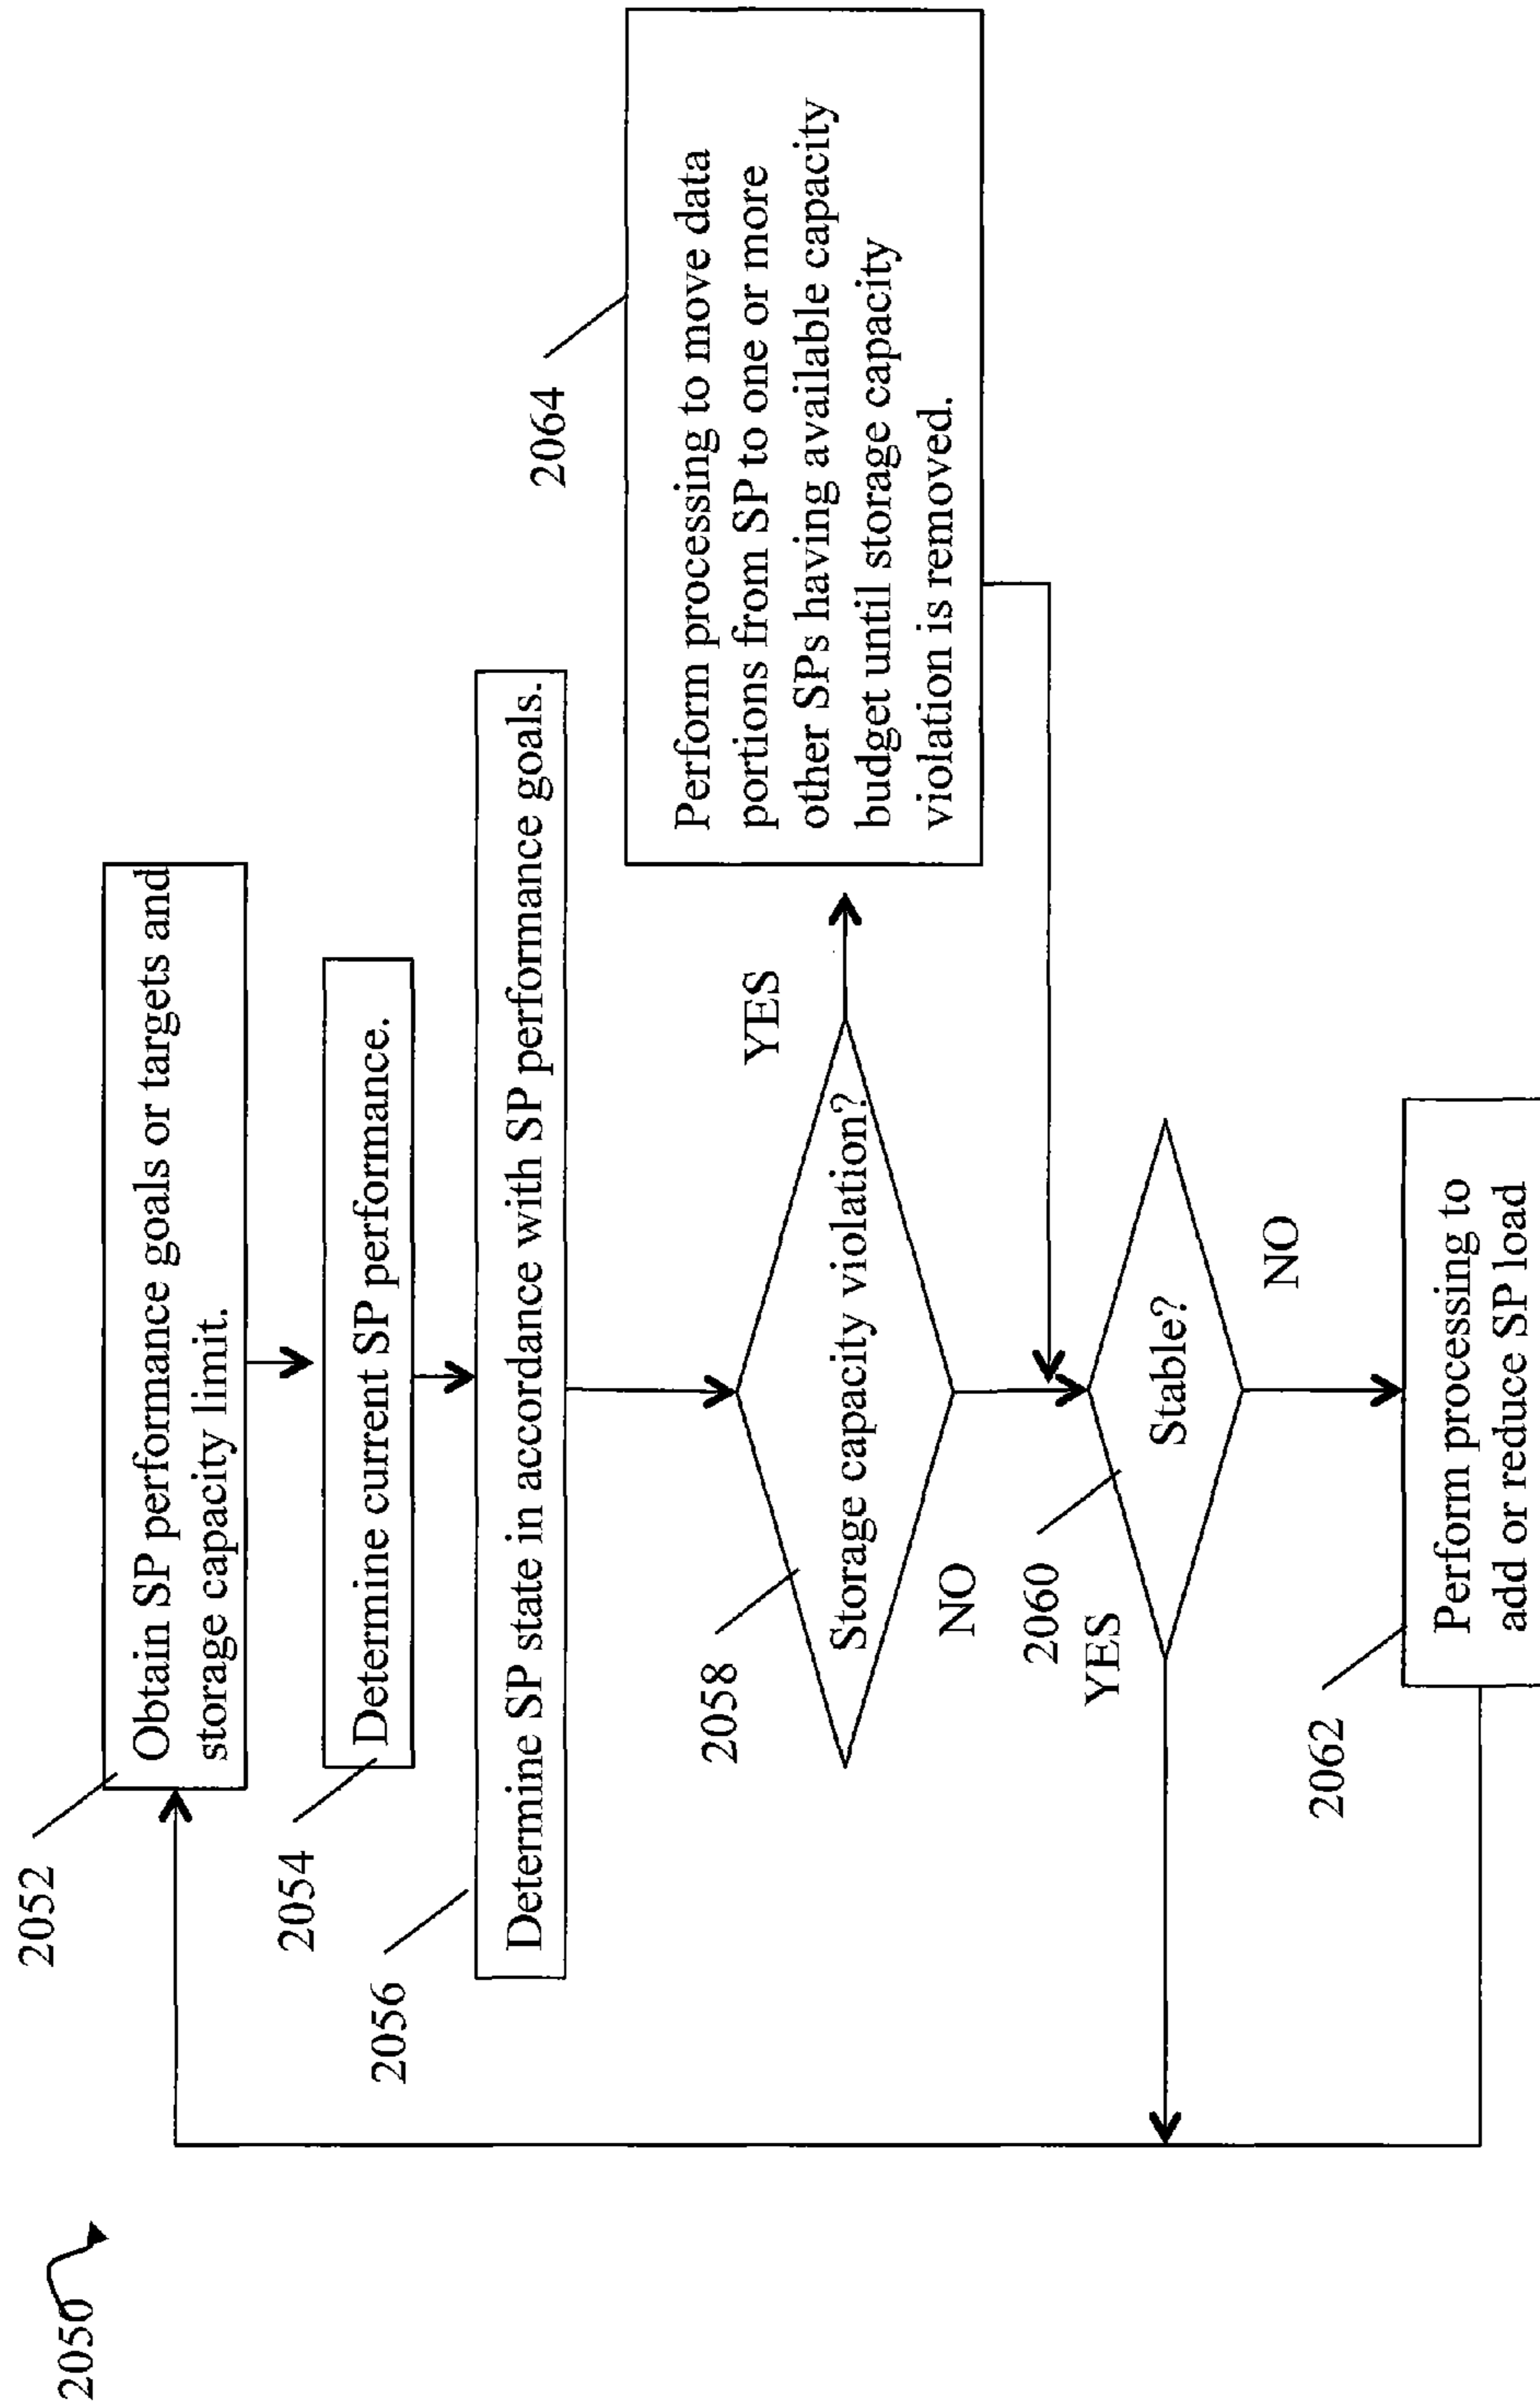 2050
2052
Obtain SP performance goals or targets and
storage capacity limit.
2054
Determine current SP performance.
2056
Determine SP state in accordance with SP performance goals.
2058
Storage capacity violation?
YES
NO
2064
Perform processing to move data
portions from SP to one or more
other SPs having available capacity
budget until storage capacity
violation is removed.
2060
YES
Stable?
NO
2062
Perform processing to
add or reduce SP load